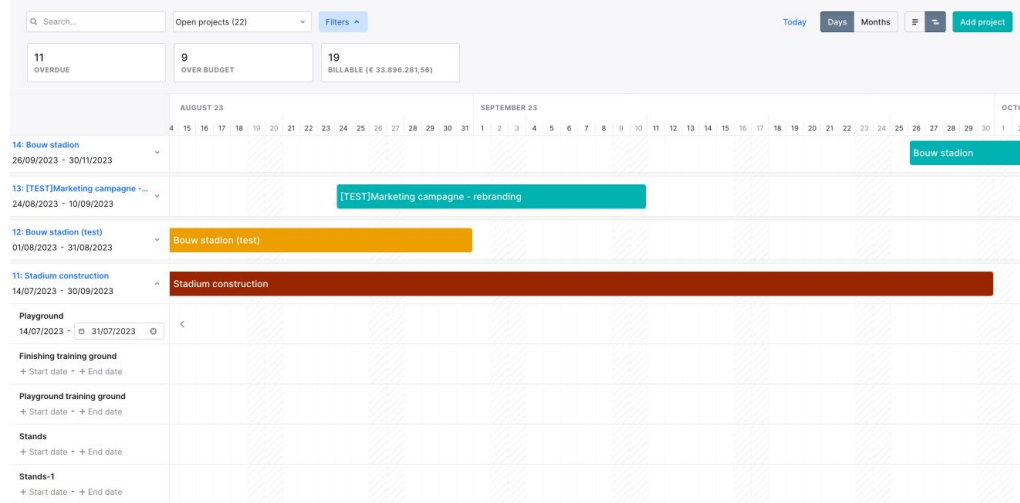 Search...
Open projects (22)
Filters
Today
Days
Months
Add project
11
OVERDUE
9
OVER BUDGET
19
BILLABLE (€ 33.896.281,56)
AUGUST 23
SEPTEMBER 23
OCTO
4 15 16 17 18 19 20 21 22 23 24 25 26 27 28 29 30 31 1 2 3 4 5 6 7 8 9 10 11 12 13 14 15 16 17 18 19 20 21 22 23 24 25 26 27 28 29 30 1
14: Bouw stadion
26/09/2023 - 30/11/2023
Bouw stadion
13: [TEST]Marketing campagne -...
24/08/2023 - 10/09/2023
[TEST]Marketing campagne - rebranding
12: Bouw stadion (test)
01/08/2023 - 31/08/2023
Bouw stadion (test)
11: Stadium construction
14/07/2023 - 30/09/2023
Stadium construction
Playground
14/07/2023 - 31/07/2023
Finishing training ground
+ Start date - + End date
Playground training ground
+ Start date - + End date
Stands
+ Start date - + End date
Stands-1
+ Start date - + End date